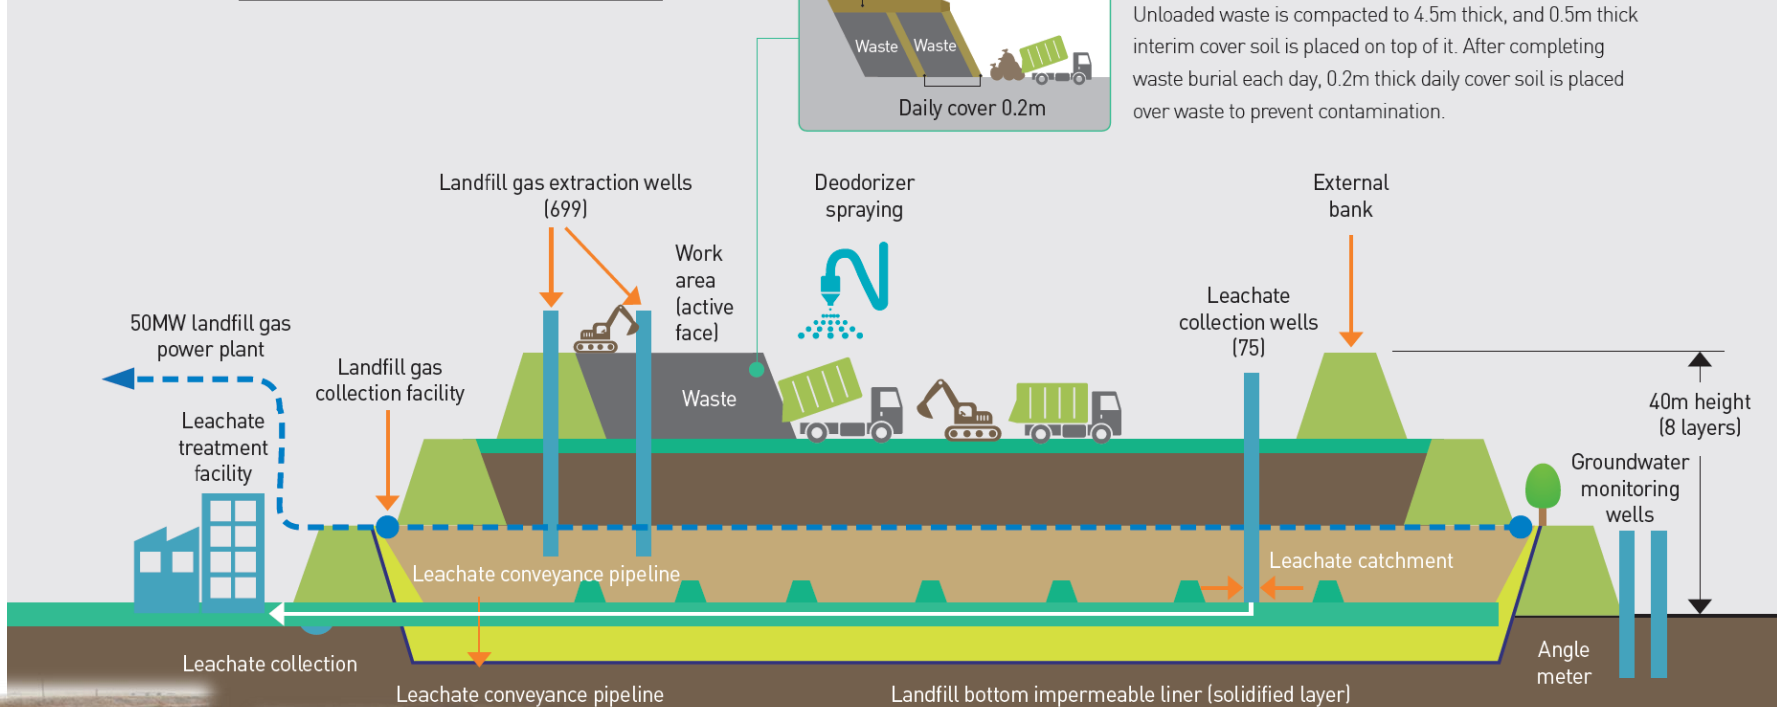 Unloaded waste is compacted to 4.5m thick, and 0.5m thick
interim cover soil is placed on top of it. After completing
waste burial each day, 0.2m thick daily cover soil is placed
over waste to prevent contamination.
Waste
Waste
Daily cover 0.2m
Landfill gas extraction wells
(699)
Deodorizer
spraying
External
bank
Work
area
(active
face)
Leachate
collection wells
(75)
50MW landfill gas
power plant
Landfill gas
collection facility
Leachate
treatment
facility
Waste
40m height
(8 layers)
Groundwater
monitoring
wells
Leachate conveyance pipeline
Leachate catchment
Leachate collection
Angle
meter
Leachate conveyance pipeline
Landfill bottom impermeable liner (solidified layer)